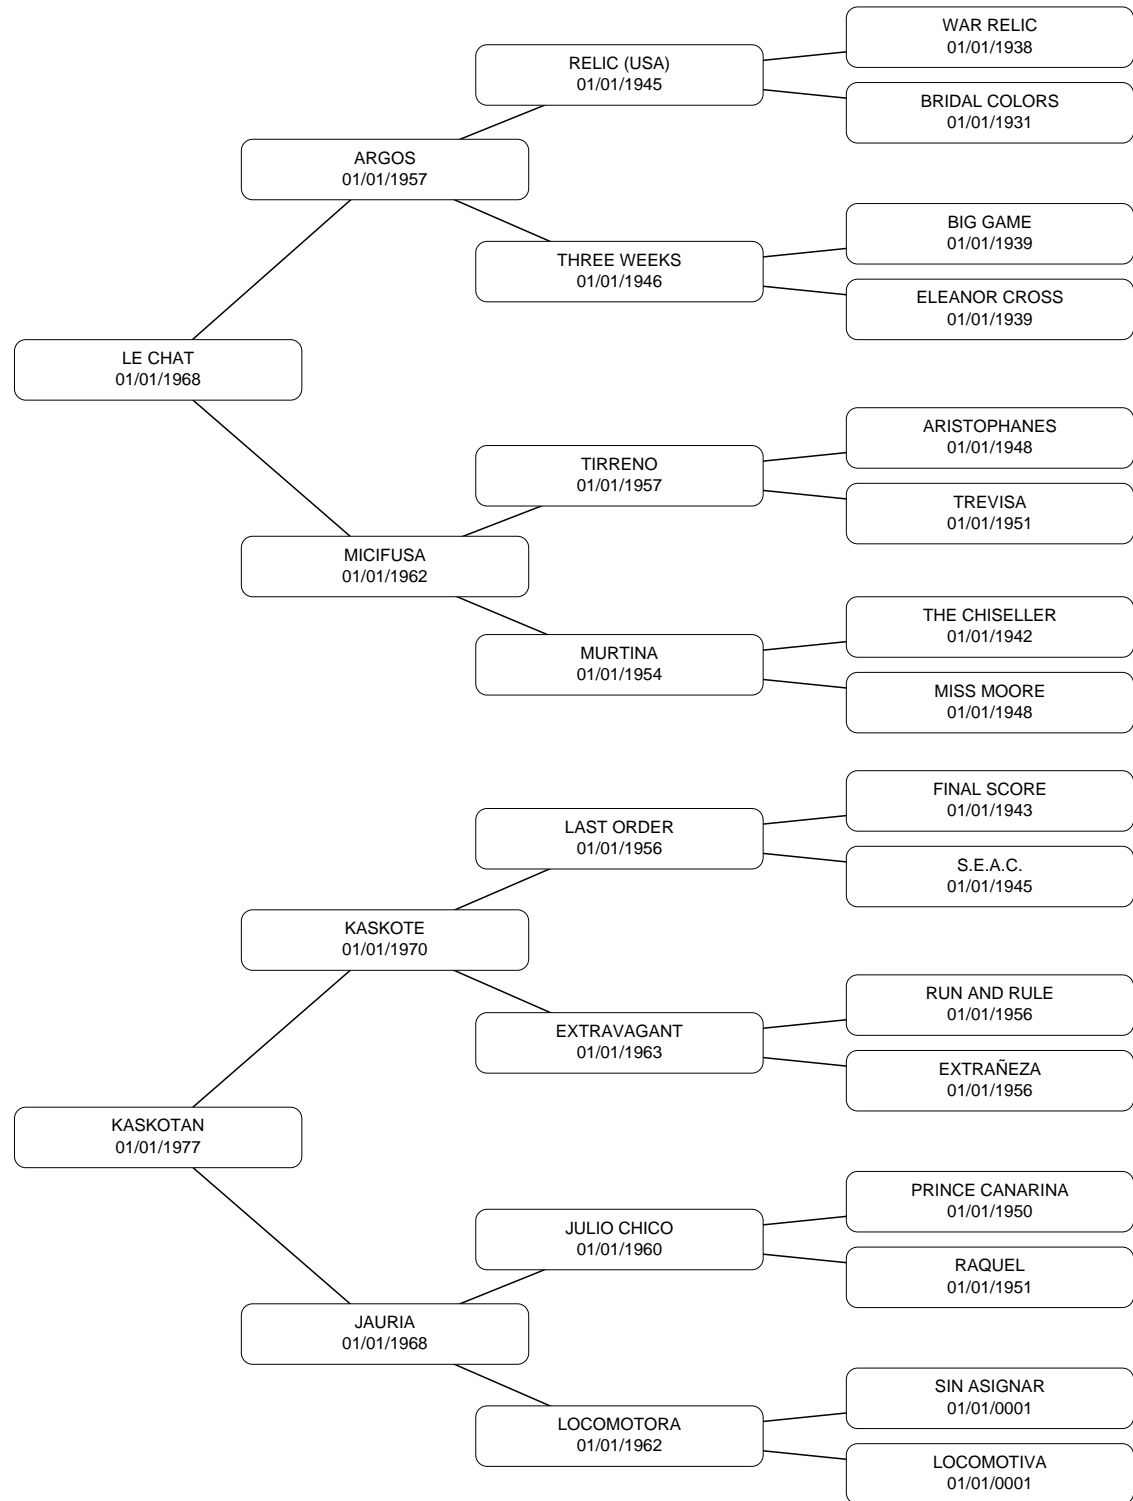 WAR RELIC
01/01/1938
RELIC (USA)
01/01/1945
BRIDAL COLORS
01/01/1931
ARGOS
01/01/1957
BIG GAME
01/01/1939
THREE WEEKS
01/01/1946
ELEANOR CROSS
01/01/1939
LE CHAT
01/01/1968
ARISTOPHANES
01/01/1948
TIRRENO
01/01/1957
TREVISA
01/01/1951
MICIFUSA
01/01/1962
THE CHISELLER
01/01/1942
MURTINA
01/01/1954
MISS MOORE
01/01/1948
FINAL SCORE
01/01/1943
LAST ORDER
01/01/1956
S.E.A.C.
01/01/1945
KASKOTE
01/01/1970
RUN AND RULE
01/01/1956
EXTRAVAGANT
01/01/1963
EXTRAÑEZA
01/01/1956
KASKOTAN
01/01/1977
PRINCE CANARINA
01/01/1950
JULIO CHICO
01/01/1960
RAQUEL
01/01/1951
JAURIA
01/01/1968
SIN ASIGNAR
01/01/0001
LOCOMOTORA
01/01/1962
LOCOMOTIVA
01/01/0001